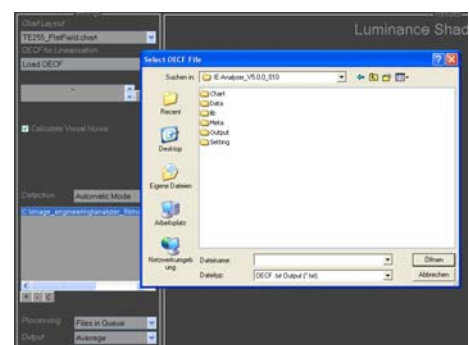 Chart Layout
TE255_FlatField.chart
OECF for Linearisation
Load OECF
Calculate Visual Noise
Detection
Automatic Mode
Processing
Files in Queue
Output
Average
Luminance Shad
Select OECF File
Suchen in:
IE-Analyzer_V5.0.0_010
Chart
Data
lib
Meta
Output
Setting
Recent
Desktop
Eigene Dateien
Arbeitsplatz
Netzwerkumgeb
ung
Dateiname:
Öffnen
Dateityp:
OECF .txt Output (*.txt)
Abbrechen